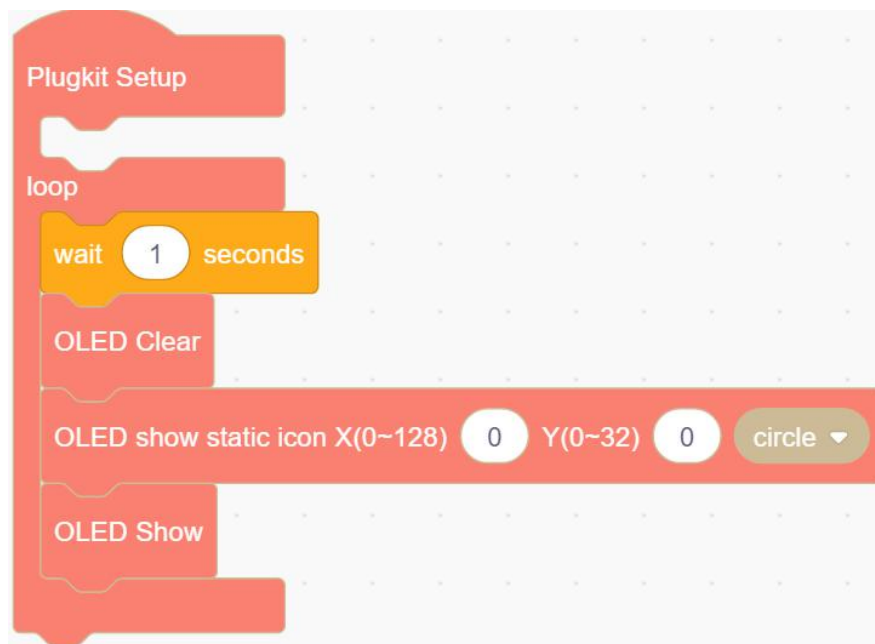 Plugkit Setup
loop
wait 1 seconds
OLED Clear
OLED show static icon X(0~128) 0 Y(0~32) 0 circle
OLED Show